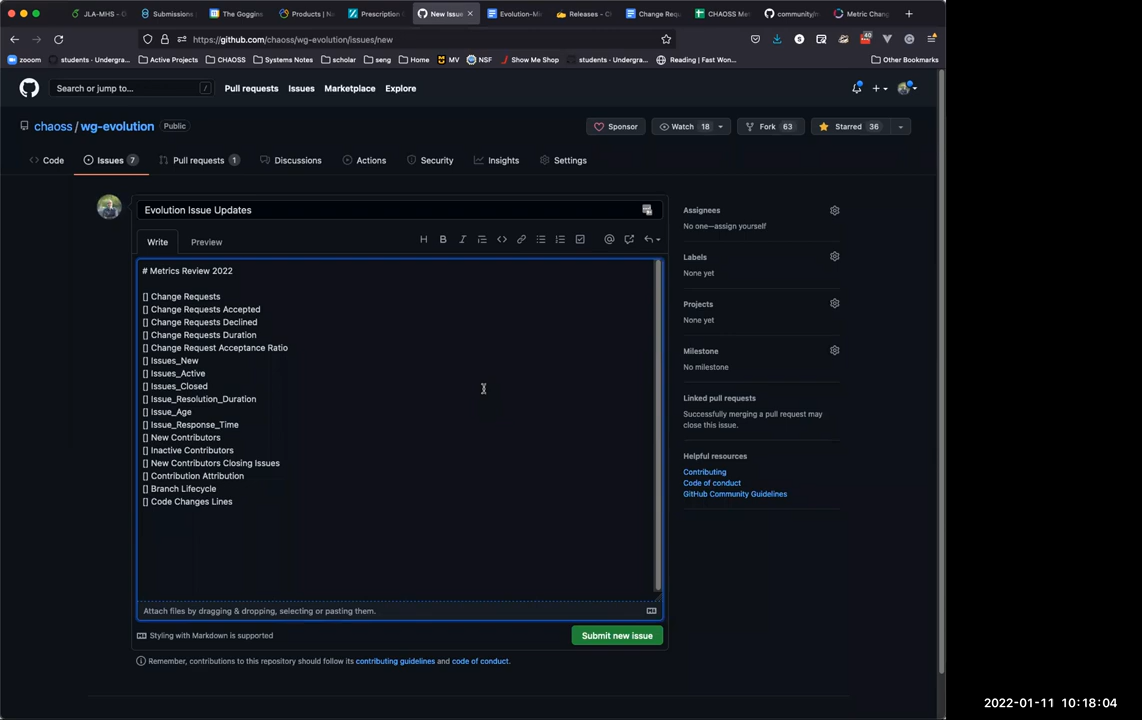 JLA-MHS - O
Submissions
The Goggins
Products | N
Prescription
New Issue
Evolution-Mi
Releases - C
Change Requ
CHAOSS Me
community/m
Metric Chan
https://github.com/chaoss/wg-evolution/issues/new
40
zooom
students - Undergra...
Active Projects
CHAOSS
Systems Notes
scholar
seng
Home
MV
NSF
Show Me Shop
students - Undergra...
Reading | Fast Won...
Other Bookmarks
Search or jump to...
/
Pull requests
Issues
Marketplace
Explore
chaoss / wg-evolution
Public
Sponsor
Watch 18
Fork 63
Starred 36
Code
Issues 7
Pull requests 1
Discussions
Actions
Security
Insights
Settings
Evolution Issue Updates
Write
Preview
# Metrics Review 2022
[] Change Requests
[] Change Requests Accepted
[] Change Requests Declined
[] Change Requests Duration
[] Change Request Acceptance Ratio
[] Issues_New
[] Issues_Active
[] Issues_Closed
[] Issue_Resolution_Duration
[] Issue_Age
[] Issue_Response_Time
[] New Contributors
[] Inactive Contributors
[] New Contributors Closing Issues
[] Contribution Attribution
[] Branch Lifecycle
[] Code Changes Lines
Attach files by dragging & dropping, selecting or pasting them.
Styling with Markdown is supported
Submit new issue
Remember, contributions to this repository should follow its contributing guidelines and code of conduct.
Assignees
No one—assign yourself
Labels
None yet
Projects
None yet
Milestone
No milestone
Linked pull requests
Successfully merging a pull request may
close this issue.
Helpful resources
Contributing
Code of conduct
GitHub Community Guidelines
2022-01-11 10:18:04